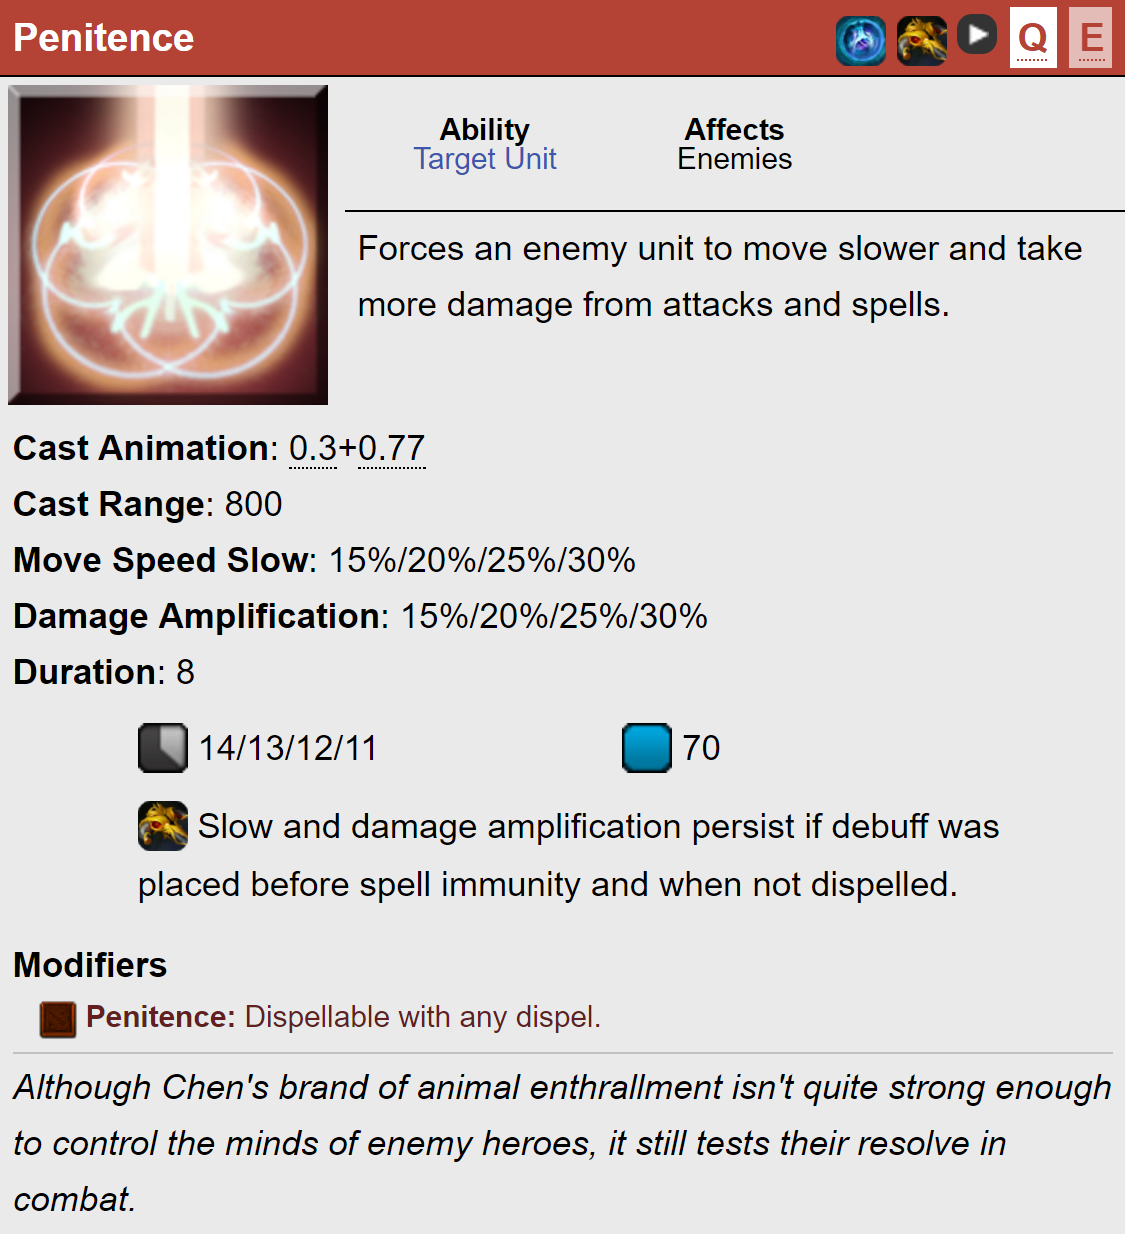 Penitence
Q E
Ability
Target Unit
Affects
Enemies
Forces an enemy unit to move slower and take
more damage from attacks and spells.
Cast Animation: 0.3+0.77
Cast Range: 800
Move Speed Slow: 15%/20%/25%/30%
Damage Amplification: 15%/20%/25%/30%
Duration: 8
14/13/12/11
70
Slow and damage amplification persist if debuff was
placed before spell immunity and when not dispelled.
Modifiers
Penitence: Dispellable with any dispel.
Although Chen's brand of animal enthrallment isn't quite strong enough
to control the minds of enemy heroes, it still tests their resolve in
combat.